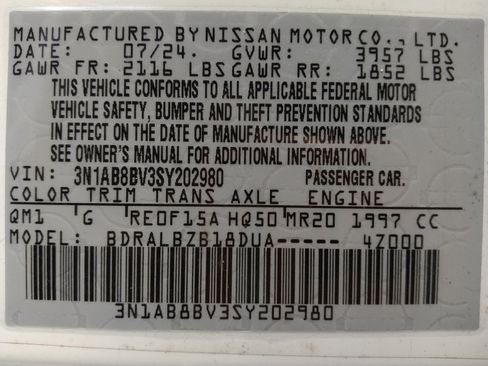 MANUFACTURED BY NISSAN MOTOR CO., LTD.
DATE: 07/24. GVWR: 3957 LBS
GAWR FR: 2116 LBS GAWR RR: 1852 LBS
THIS VEHICLE CONFORMS TO ALL APPLICABLE FEDERAL MOTOR
VEHICLE SAFETY, BUMPER AND THEFT PREVENTION STANDARDS
IN EFFECT ON THE DATE OF MANUFACTURE SHOWN ABOVE.
SEE OWNER'S MANUAL FOR ADDITIONAL INFORMATION
VIN: 3N1AB8BV3SY202980 PASSENGER CAR.
COLOR TRIM TRANS AXLE ENGINE
QM1 G RE0F15A HQ50 MR20 1997 CC
MODEL: BDRALBZB18DUA----- 4Z000
3N1AB8BV3SY202980